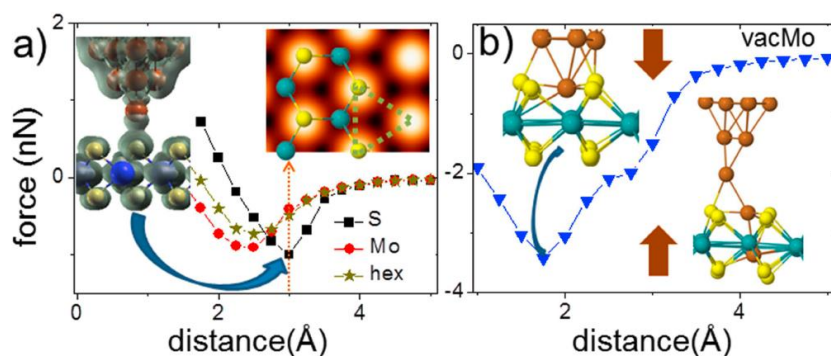 a)
2
0
force (nN)
S
Mo
hex
0
2
4
distance(Å)
b)
vacMo
0
-2
-4
2
4
distance(Å)